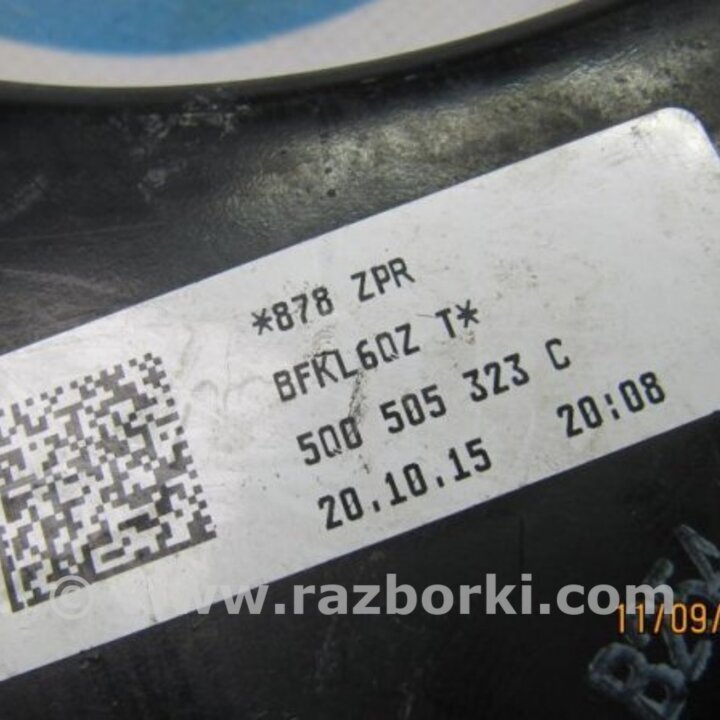 *878 ZPR
BFKL6QZ T*
5Q0 505 323 C
20.10.15 20:08
© www.razborki.com
11/09/